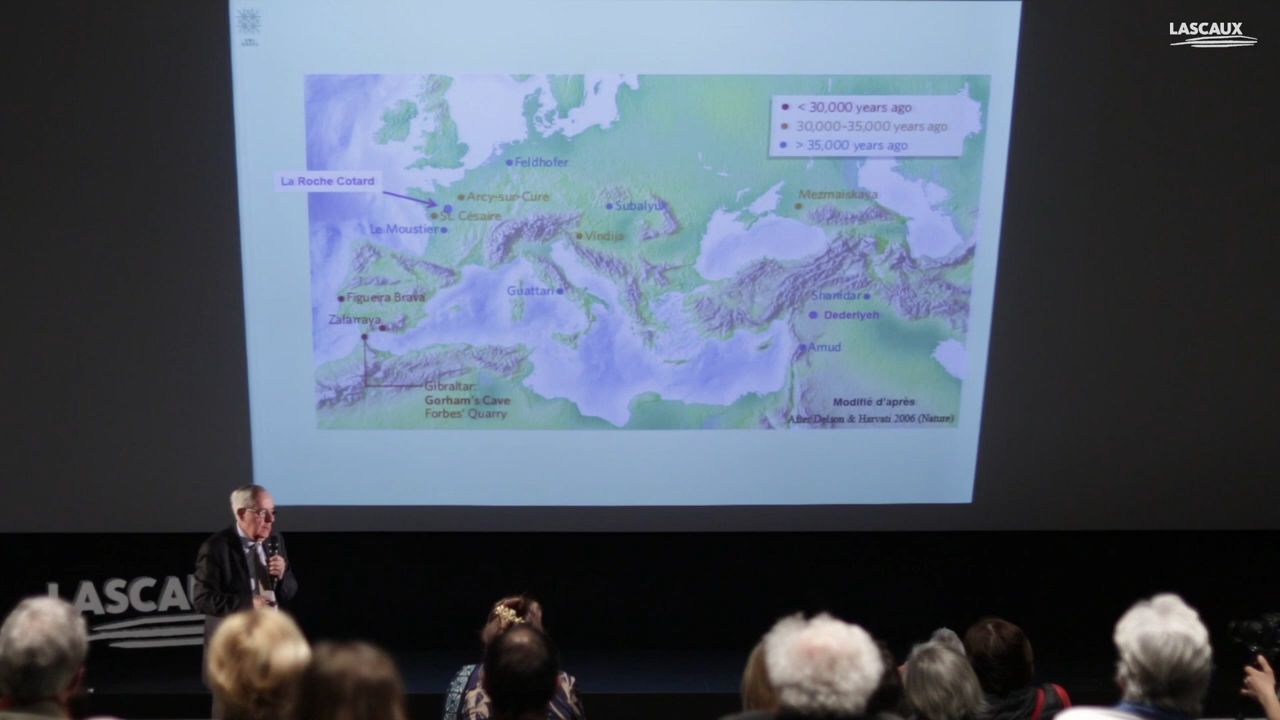 LASCAUX
< 30,000 years ago
30,000–35,000 years ago
> 35,000 years ago
Feldhofer
La Roche Cotard
Arcy-sur-Cure
Mezmaiskaya
St. Césaire
Subalyuk
Le Moustier
Vindija
Guattari
Shanidar
Figueira Brava
Dederiyeh
Zafarraya
Amud
Gibraltar:
Gorham's Cave
Forbes' Quarry
Modifié d'après
After Delson & Harvati 2006 (Nature)
LASCAU